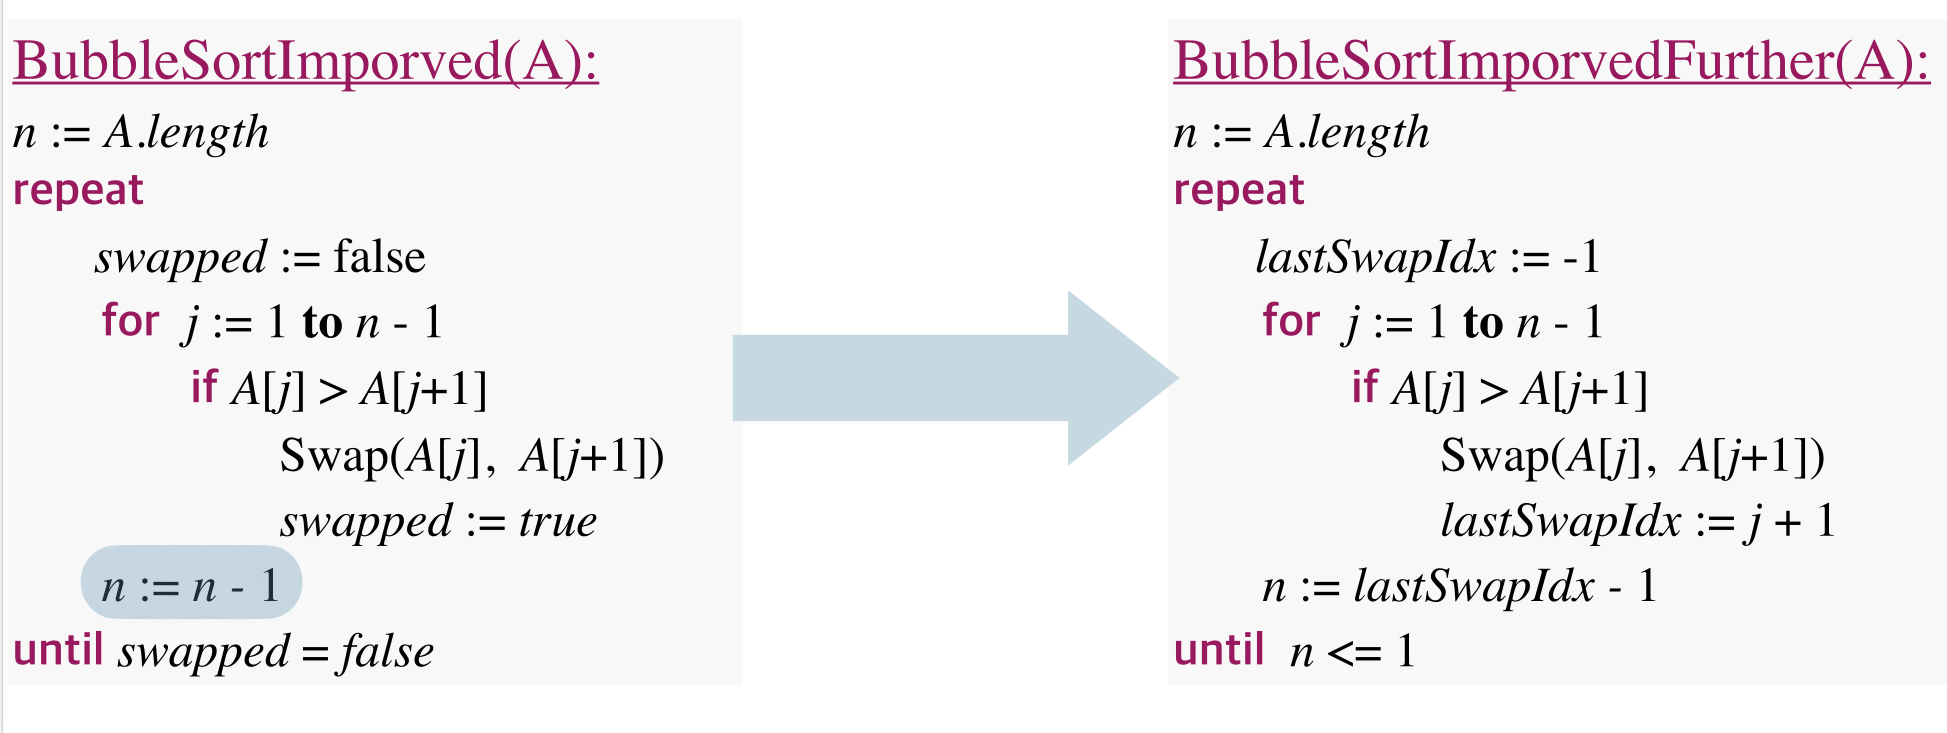 BubbleSortImporved(A):
n := A.length
repeat
swapped := false
for j := 1 to n - 1
if A[j] > A[j+1]
Swap(A[j], A[j+1])
swapped := true
n := n - 1
until swapped = false
BubbleSortImporvedFurther(A):
n := A.length
repeat
lastSwapIdx := -1
for j := 1 to n - 1
if A[j] > A[j+1]
Swap(A[j], A[j+1])
lastSwapIdx := j + 1
n := lastSwapIdx - 1
until n <= 1